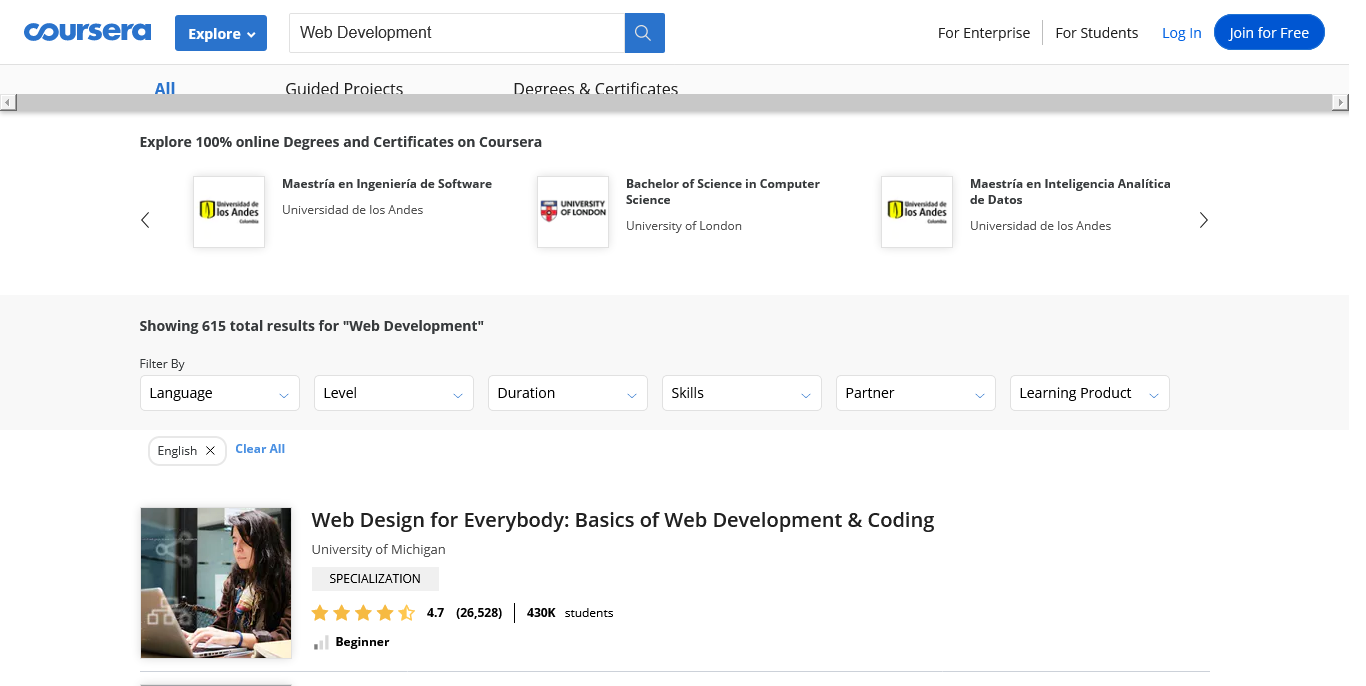 coursera
Explore
Web Development
For Enterprise
For Students
Log In
Join for Free
All
Guided Projects
Degrees & Certificates
Explore 100% online Degrees and Certificates on Coursera
Universidad de
los Andes
Colombia
Maestría en Ingeniería de Software
Universidad de los Andes
UNIVERSITY
OF LONDON
Bachelor of Science in Computer
Science
University of London
Universidad de
los Andes
Colombia
Maestría en Inteligencia Analítica
de Datos
Universidad de los Andes
Showing 615 total results for "Web Development"
Filter By
Language
Level
Duration
Skills
Partner
Learning Product
English
Clear All
Web Design for Everybody: Basics of Web Development & Coding
University of Michigan
SPECIALIZATION
4.7 (26,528) 430K students
Beginner